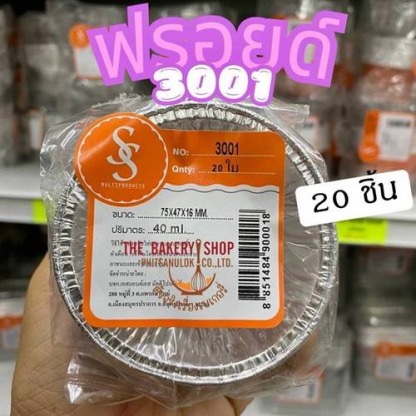 ฟรอยด์
3001
SS
MULTIPRODUCTS
NO: 3001
Qnty: 20 ใบ
20 ชิ้น
ขนาด: 75X47X16 MM.
ปริมาตร: 40 ml.
THE BAKERY SHOP
PHITSANULOK CO.,LTD.
8 851484 900018